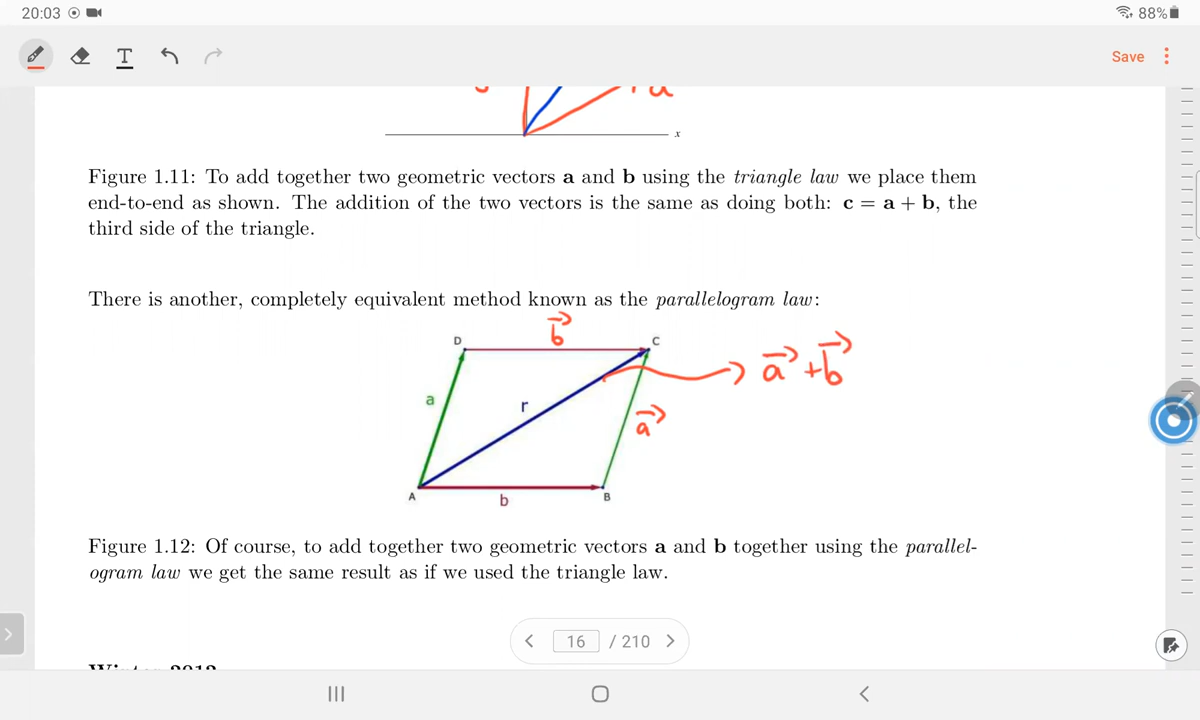 20:03 88%
T Save
a
x
Figure 1.11: To add together two geometric vectors a and b using the triangle law we place them
end-to-end as shown. The addition of the two vectors is the same as doing both: c = a + b, the
third side of the triangle.
There is another, completely equivalent method known as the parallelogram law:
b⃗
D C
a⃗ + b⃗
a r
a⃗
A b B
Figure 1.12: Of course, to add together two geometric vectors a and b together using the parallel-
ogram law we get the same result as if we used the triangle law.
16 / 210